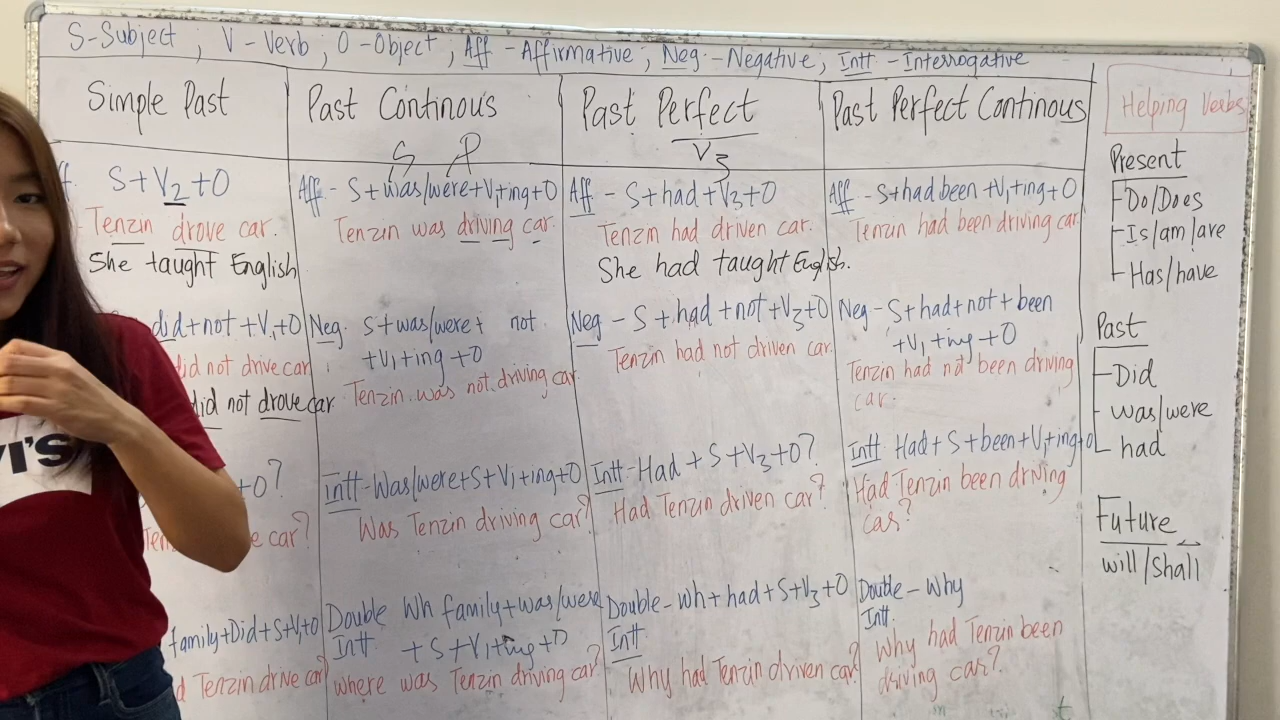 S-Subject ; V-Verb ; O-Object ; Aff -Affirmative ; Neg-Negative, Intt -Interrogative
Simple Past
S+V2+O
Tenzin drove car.
She taught English
did+not+V1+O
did not drive car
did not drove car
+O?
e car?
family+Did+S+V1+O
Tenzin drive car?
Past Continous
S P
Aff - S+was/were+V1+ing+O
Tenzin was driving car.
Neg. S+was/were+ not
+V1+ing+O
Tenzin was not driving car
intt-Was/were+S+V1+ing+O
Was Tenzin driving car?
Double Wh family+was/were
Intt +S+V1+ing+O
where was Tenzin driving car?
Past Perfect
V3
Aff - S+had+V3+O
Tenzin had driven car.
She had taught English.
Neg - S+had+not+V3+O
Tenzin had not driven car.
Intt-Had+S+V3+O?
Had Tenzin driven car?
Double-Wh+had+S+V3+O
Intt
Why had Tenzin driven car?
Past Perfect Continous
Aff -S+had been+V1+ing+O
Tenzin had been driving car
Neg-S+had+not+been
+V1+ing+O
Tenzin had not been driving
car.
Intt Had+S+been+V1+ing+O
Had Tenzin been driving
car?
Double-Why
Intt.
Why had Tenzin been
driving car?
Helping Verbs
Present
Do/Does
Is/am/are
Has/have
Past
Did
was/were
had
Future
will/shall
VI'S